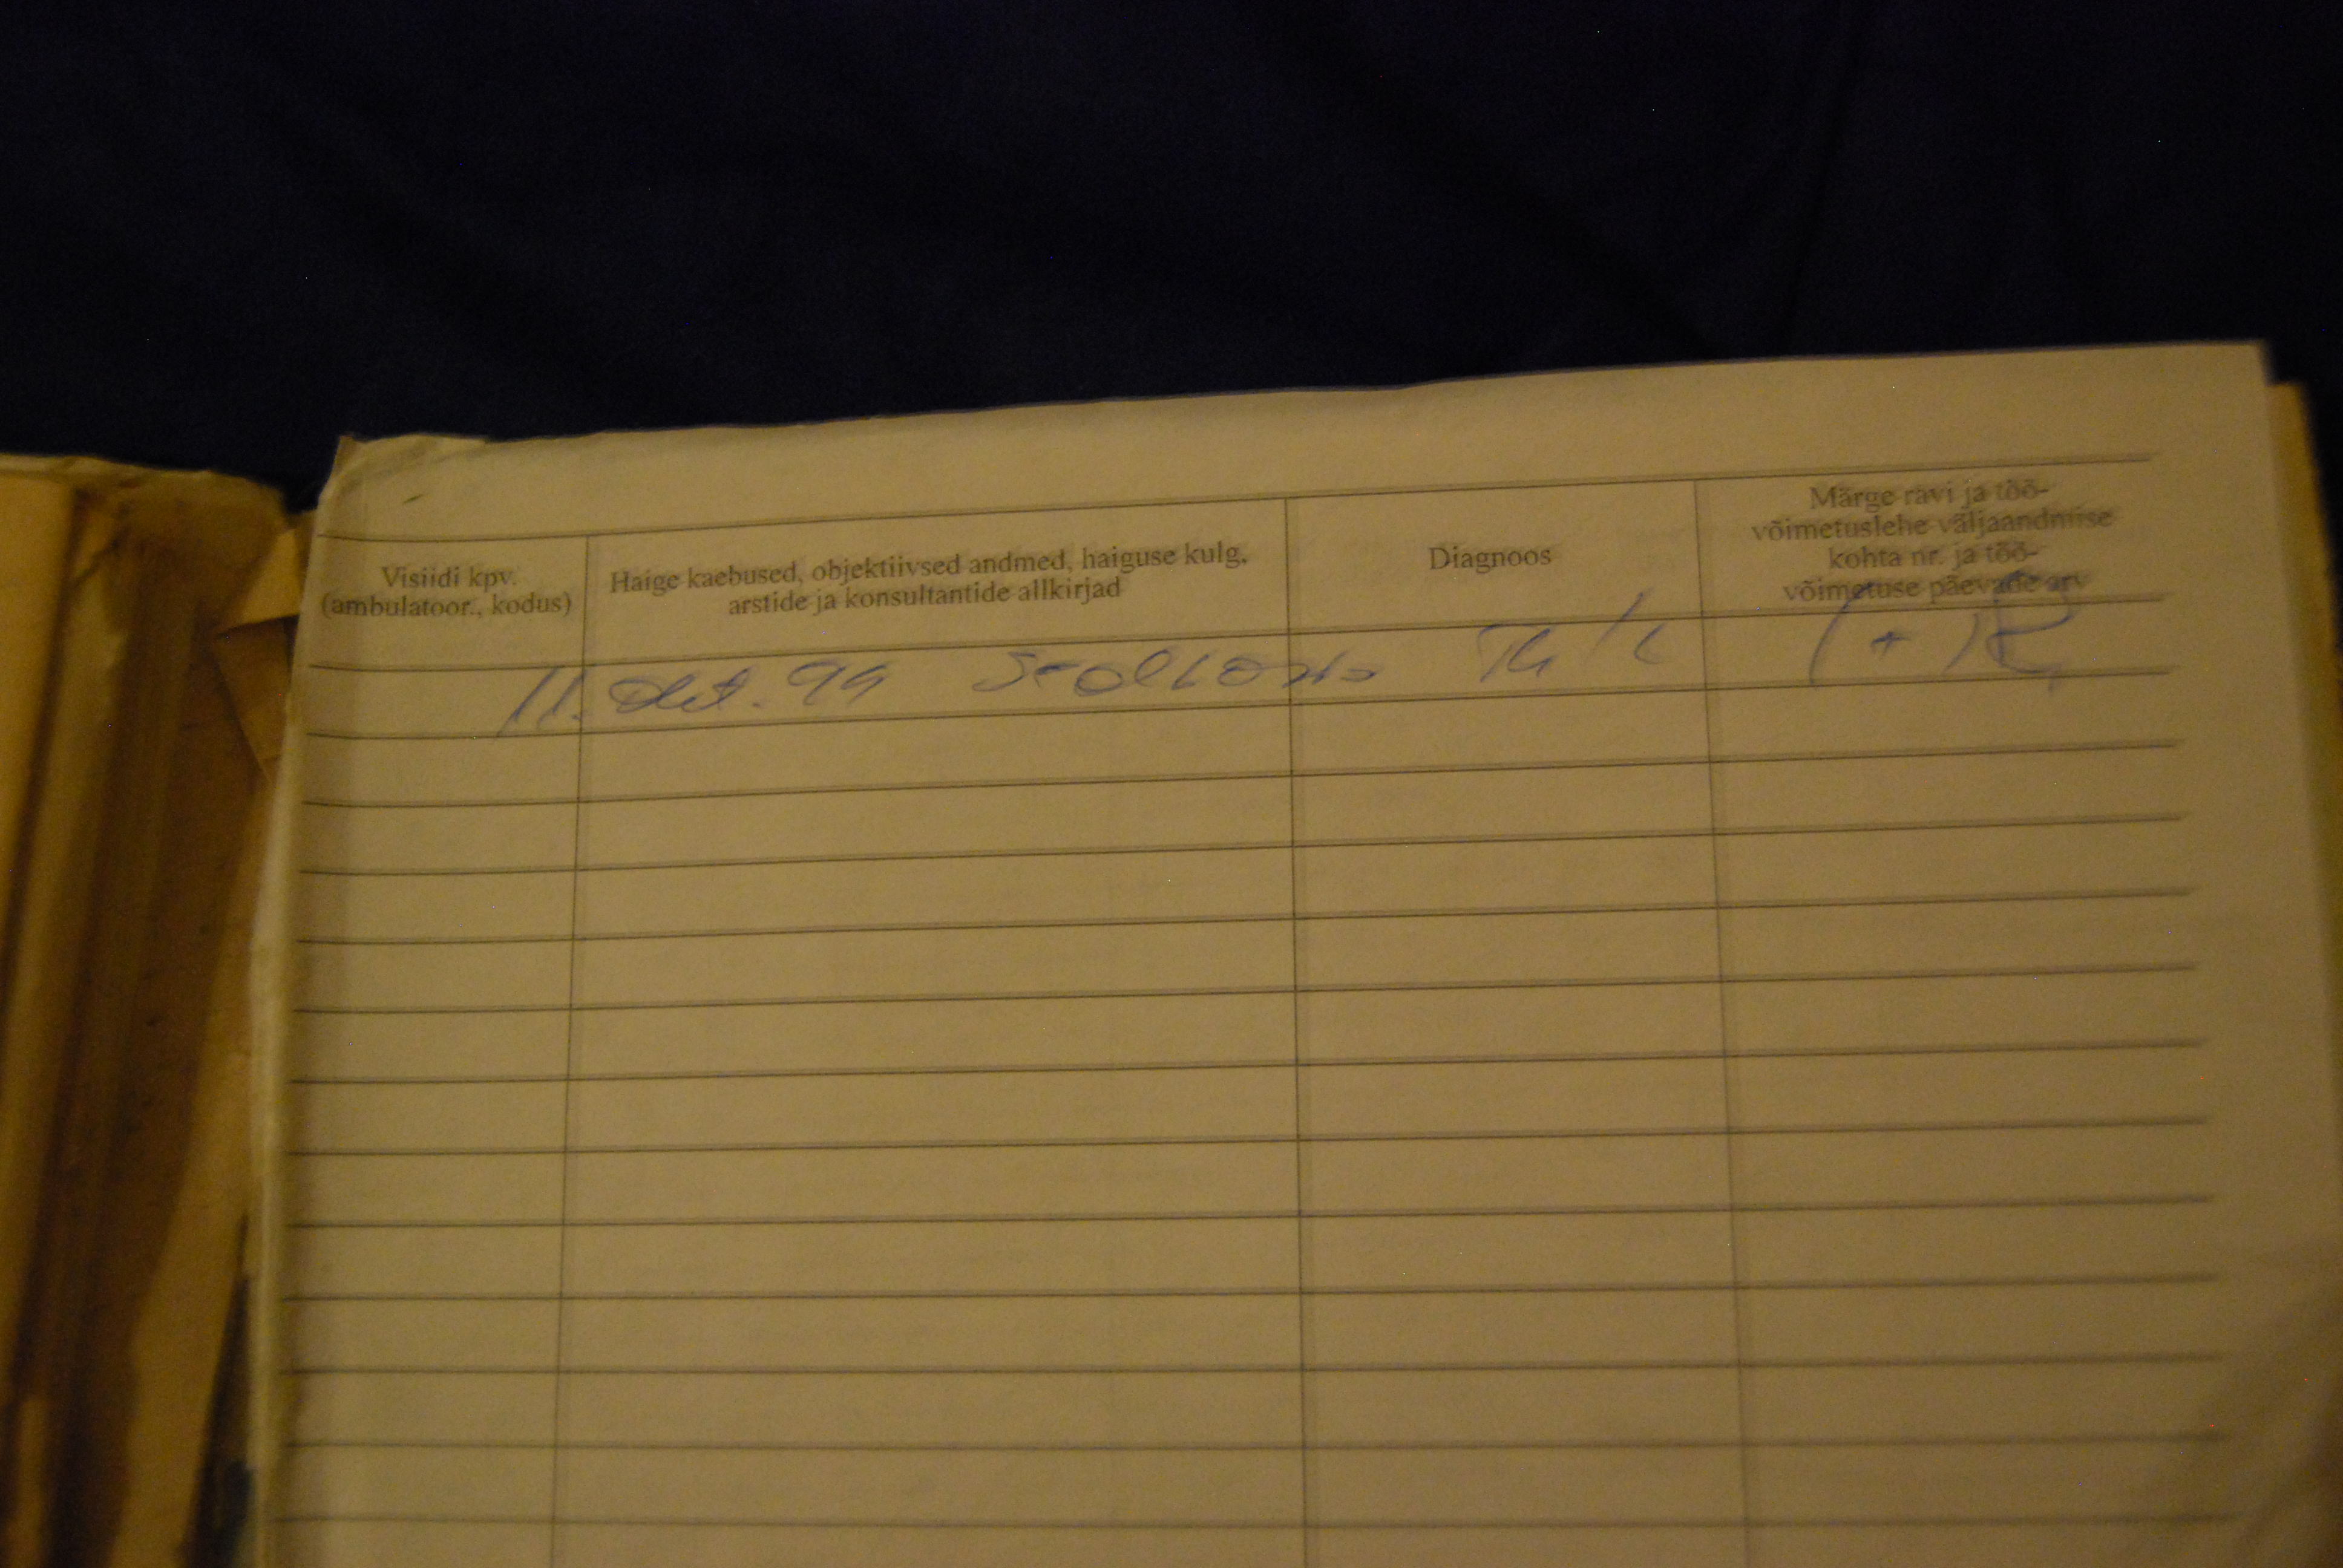 Visiidi kpv.
(ambulatoor., kodus)
Haige kaebused, objektiivsed andmed, haiguse kulg,
arstide ja konsultantide allkirjad
Diagnoos
Märge ravi ja töö-
võimetuslehe väljaandmise
kohta nr. ja töö-
võimetuse päevade arv
11. okt. 99